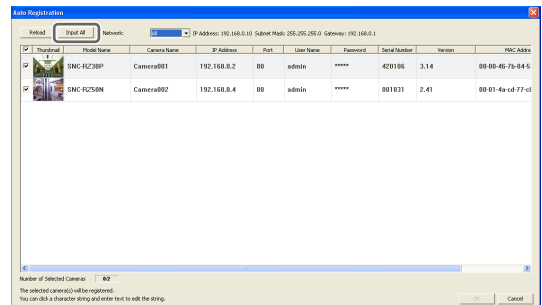 Auto Registration
Reload Input All Network: All IP Address: 192.168.0.10 Subnet Mask: 255.255.255.0 Gateway: 192.168.0.1
Thumbnail Model Name Camera Name IP Address Port User Name Password Serial Number Version MAC Addre
SNC-RZ30P Camera001 192.168.0.2 80 admin ***** 420106 3.14 08-00-46-7b-04-5
SNC-RZ50N Camera002 192.168.0.4 80 admin ***** 001031 2.41 00-01-4a-cd-77-cl
Number of Selected Cameras 0/2
The selected camera(s) will be registered.
You can click a character string and enter text to edit the string.
OK Cancel